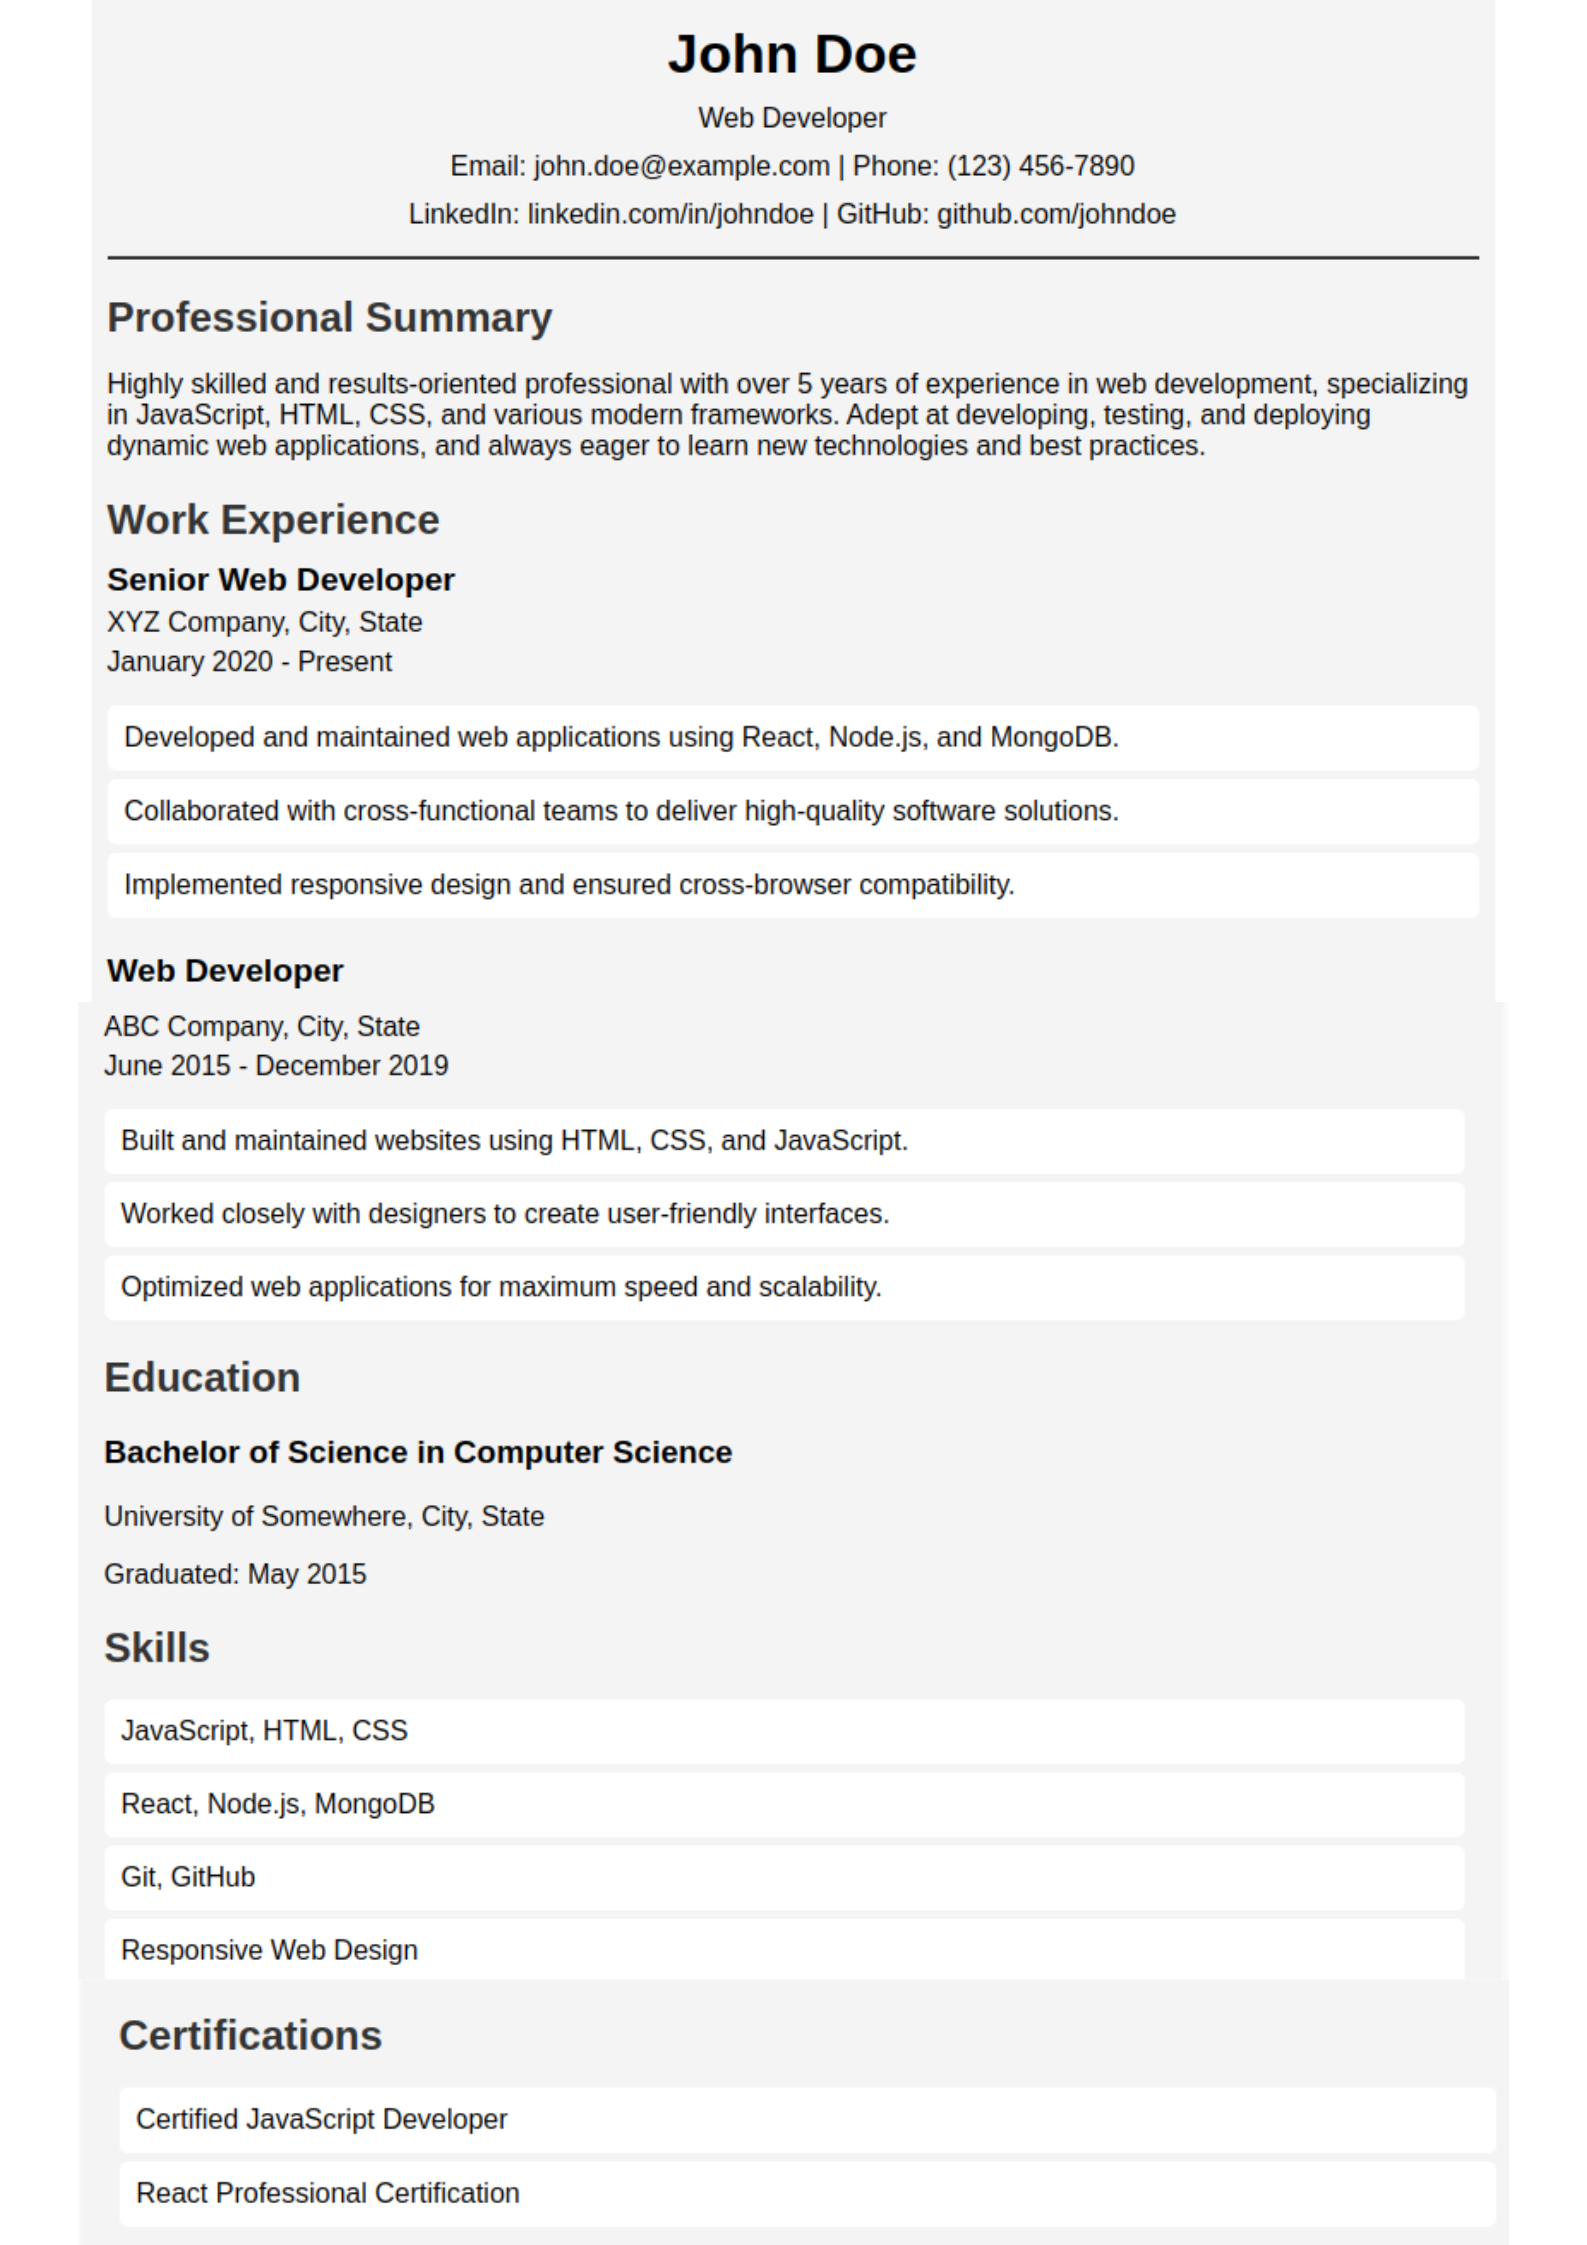 John Doe
Web Developer
Email: john.doe@example.com | Phone: (123) 456-7890
LinkedIn: linkedin.com/in/johndoe | GitHub: github.com/johndoe
Professional Summary
Highly skilled and results-oriented professional with over 5 years of experience in web development, specializing
in JavaScript, HTML, CSS, and various modern frameworks. Adept at developing, testing, and deploying
dynamic web applications, and always eager to learn new technologies and best practices.
Work Experience
Senior Web Developer
XYZ Company, City, State
January 2020 - Present
Developed and maintained web applications using React, Node.js, and MongoDB.
Collaborated with cross-functional teams to deliver high-quality software solutions.
Implemented responsive design and ensured cross-browser compatibility.
Web Developer
ABC Company, City, State
June 2015 - December 2019
Built and maintained websites using HTML, CSS, and JavaScript.
Worked closely with designers to create user-friendly interfaces.
Optimized web applications for maximum speed and scalability.
Education
Bachelor of Science in Computer Science
University of Somewhere, City, State
Graduated: May 2015
Skills
JavaScript, HTML, CSS
React, Node.js, MongoDB
Git, GitHub
Responsive Web Design
Certifications
Certified JavaScript Developer
React Professional Certification